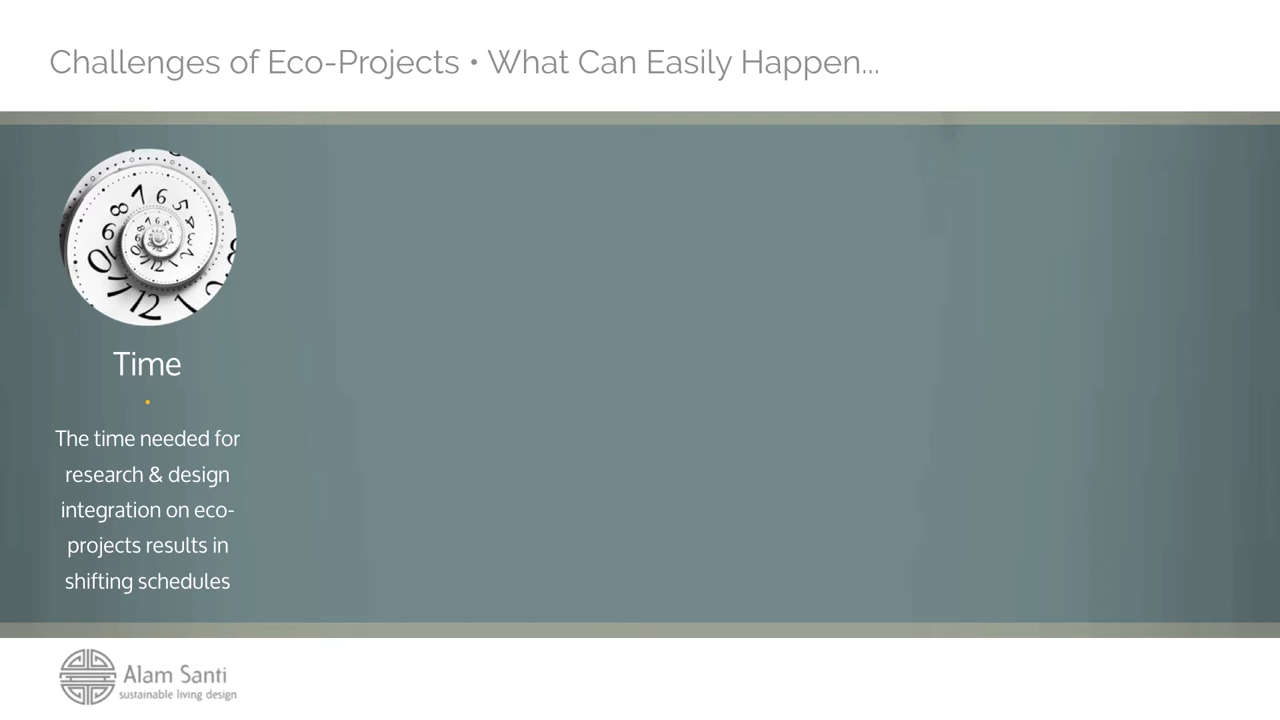 Challenges of Eco-Projects • What Can Easily Happen...
Time
The time needed for
research & design
integration on eco-
projects results in
shifting schedules
Alam Santi
sustainable living design